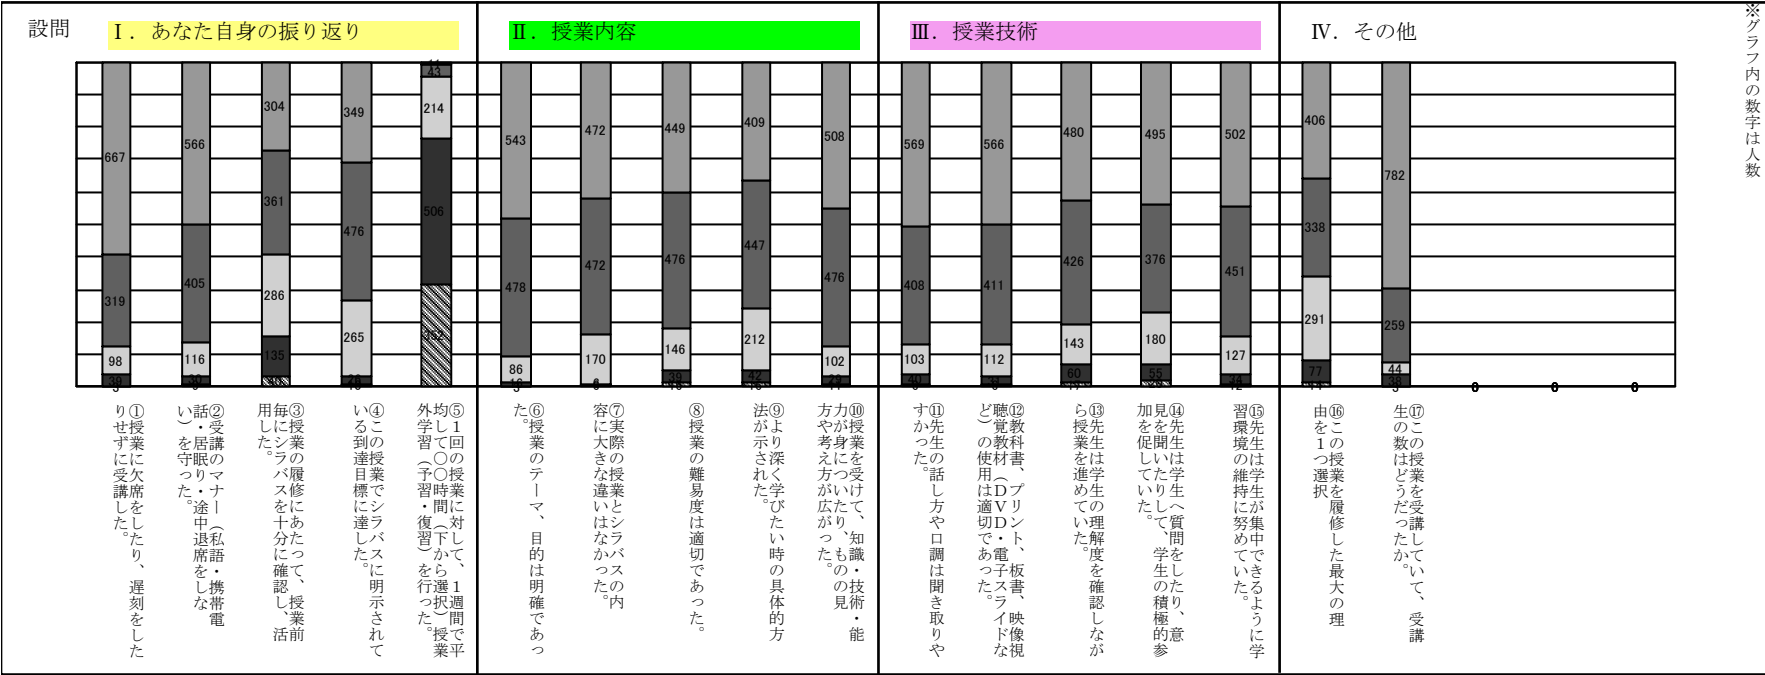 設問
Ⅰ．あなた自身の振り返り
Ⅱ．授業内容
Ⅲ．授業技術
Ⅳ．その他
※グラフ内の数字は人数
667
319
98
39
566
405
116
30
304
361
286
135
40
349
476
265
26
43
214
506
352
543
478
86
472
472
170
6
449
476
146
39
409
447
212
42
508
476
102
29
11
569
408
103
40
566
411
112
480
426
143
60
17
495
376
180
55
502
451
127
34
12
406
338
291
77
14
782
259
44
38
0
0
0
①授業に欠席をしたり、遅刻をした
りせずに受講した。
②受講のマナー（私語・携帯電
話・居眠り・途中退席をしな
い）を守った。
③授業の履修にあたって、授業前
毎にシラバスを十分に確認し、活
用した。
④この授業でシラバスに明示されて
いる到達目標に達した。
⑤１回の授業に対して、１週間で平
均して〇〇時間（下から選択）授業
外学習（予習・復習）を行った。
⑥授業のテーマ、目的は明確であっ
た。
⑦実際の授業とシラバスの内
容に大きな違いはなかった。
⑧授業の難易度は適切であった。
⑨より深く学びたい時の具体的方
法が示された。
⑩授業を受けて、知識・技術・能
力が身についたり、ものの見
方や考え方が広がった。
⑪先生の話し方や口調は聞き取りや
すかった。
⑫教科書、プリント、板書、映像視
聴覚教材（ＤＶＤ・電子スライドな
ど）の使用は適切であった。
⑬先生は学生の理解度を確認しなが
ら授業を進めていた。
⑭先生は学生へ質問をしたり、意
見を聞いたりして、学生の積極的参
加を促していた。
⑮先生は学生が集中できるように学
習環境の維持に努めていた。
⑯この授業を履修した最大の理
由を１つ選択
⑰この授業を受講していて、受講
生の数はどうだったか。